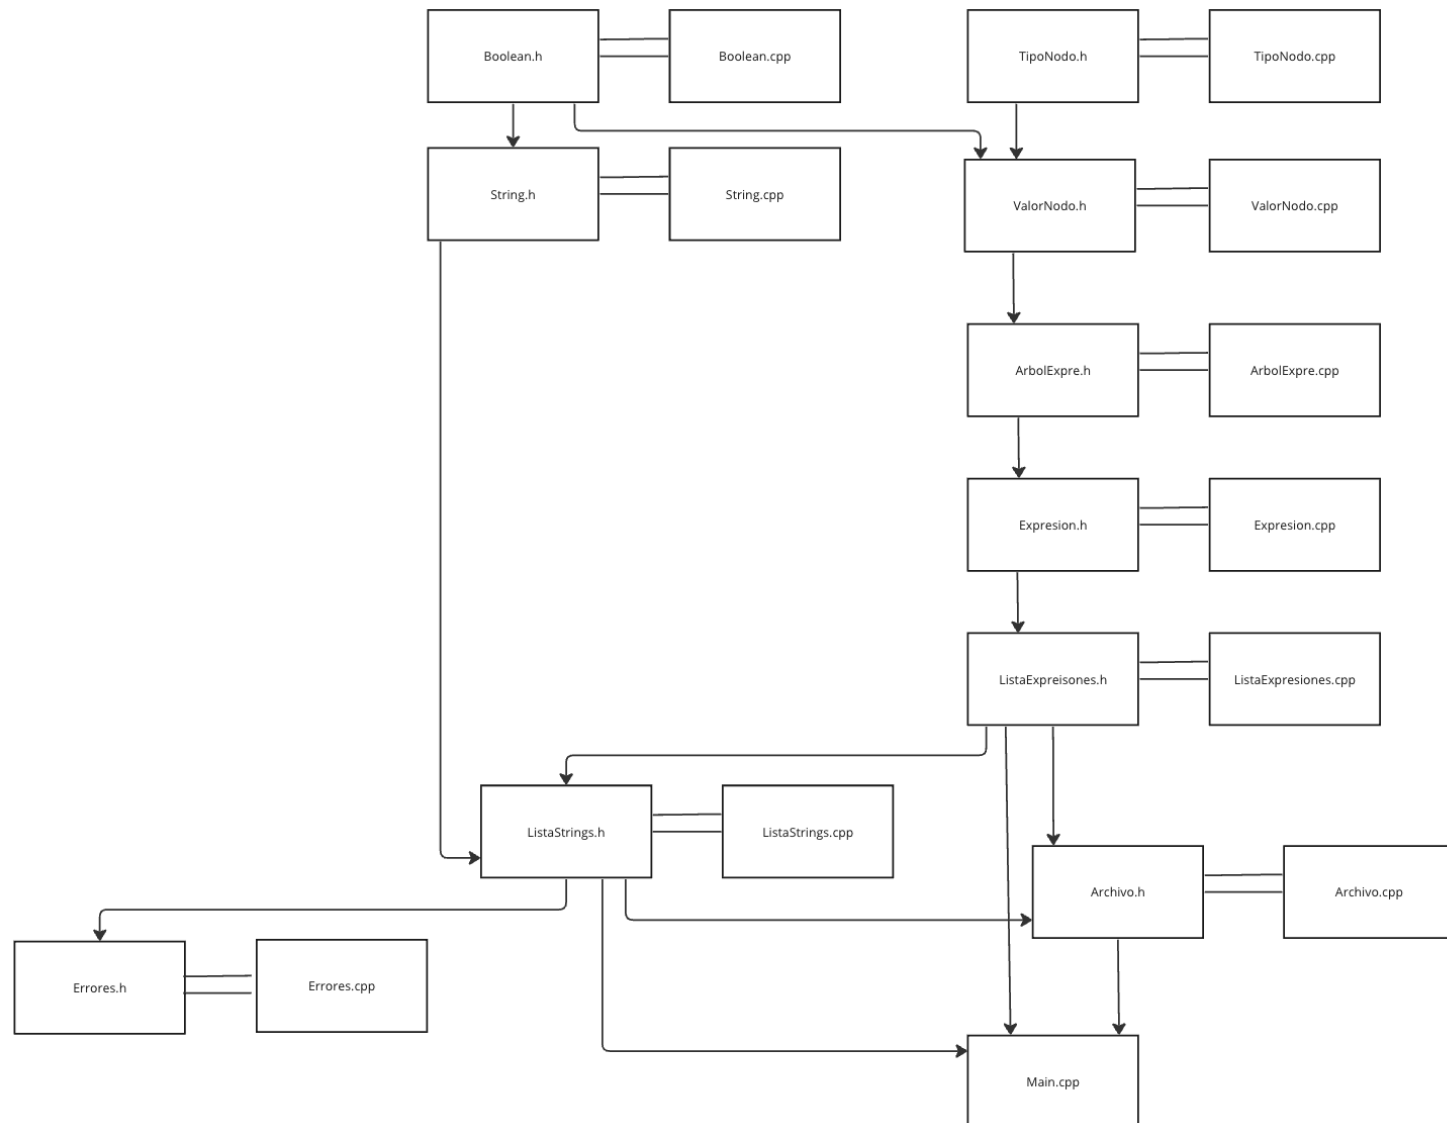 Boolean.h
Boolean.cpp
TipoNodo.h
TipoNodo.cpp
String.h
String.cpp
ValorNodo.h
ValorNodo.cpp
ArbolExpre.h
ArbolExpre.cpp
Expresion.h
Expresion.cpp
ListaExpreisones.h
ListaExpresiones.cpp
ListaStrings.h
ListaStrings.cpp
Archivo.h
Archivo.cpp
Errores.h
Errores.cpp
Main.cpp